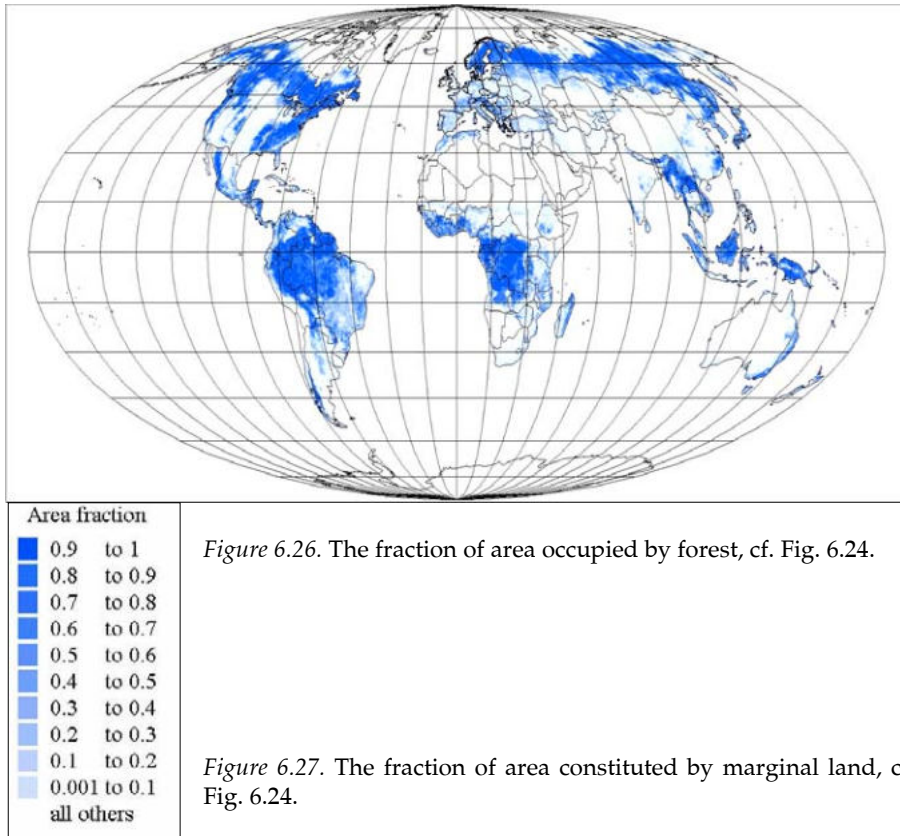 Area fraction
0.9 to 1
0.8 to 0.9
0.7 to 0.8
0.6 to 0.7
0.5 to 0.6
0.4 to 0.5
0.3 to 0.4
0.2 to 0.3
0.1 to 0.2
0.001 to 0.1
all others
Figure 6.26. The fraction of area occupied by forest, cf. Fig. 6.24.
Figure 6.27. The fraction of area constituted by marginal land, c
Fig. 6.24.